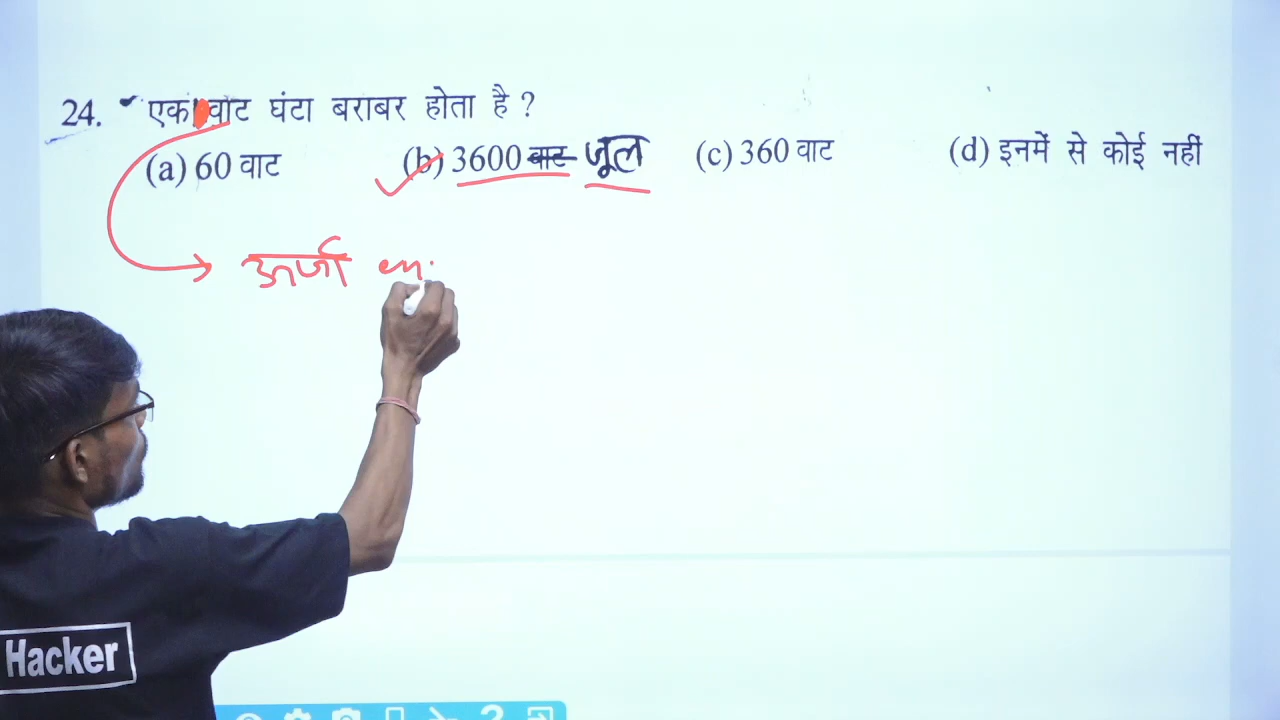 24. एक वाट घंटा बराबर होता है ?
(a) 60 वाट (b) 3600 वाट जूल (c) 360 वाट (d) इनमें से कोई नहीं
ऊर्जा
Hacker